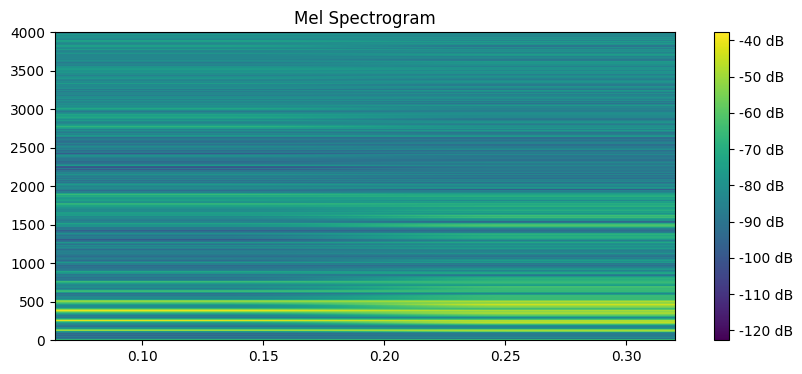 Mel Spectrogram
4000
3500
3000
2500
2000
1500
1000
500
0
0.10
0.15
0.20
0.25
0.30
-40 dB
-50 dB
-60 dB
-70 dB
-80 dB
-90 dB
-100 dB
-110 dB
-120 dB